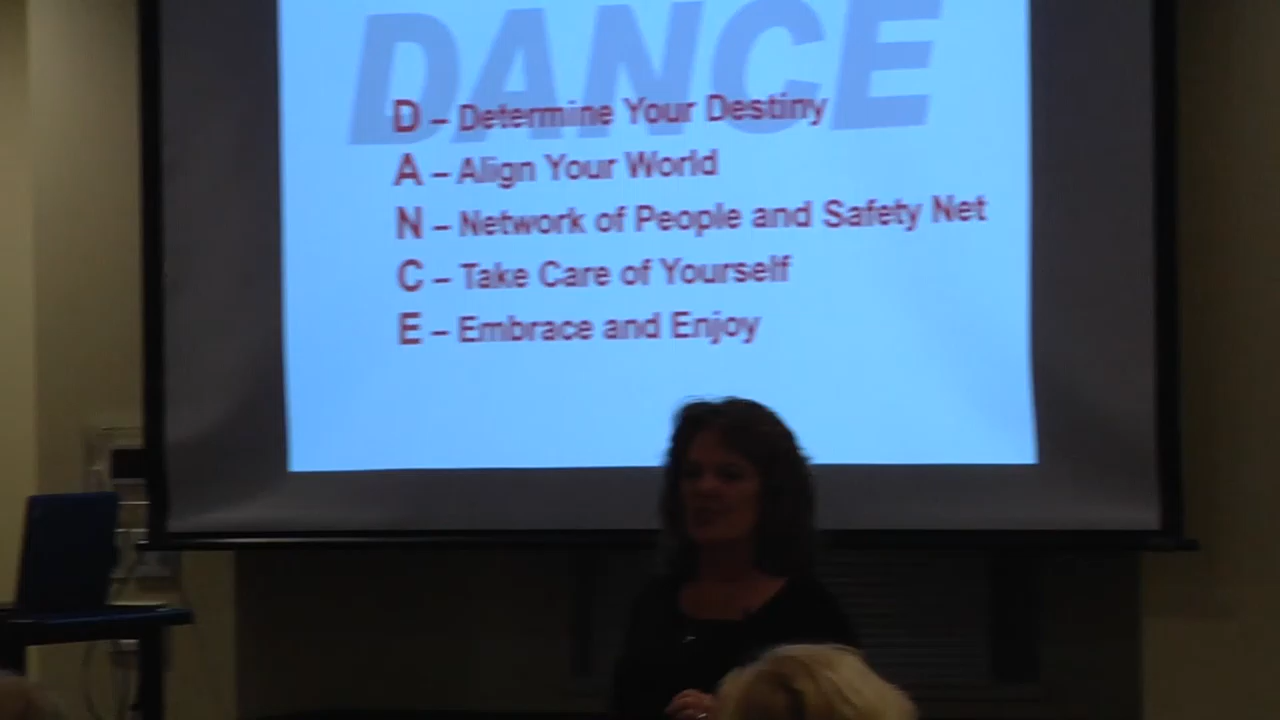 DANCE
D – Determine Your Destiny
A – Align Your World
N – Network of People and Safety Net
C – Take Care of Yourself
E – Embrace and Enjoy